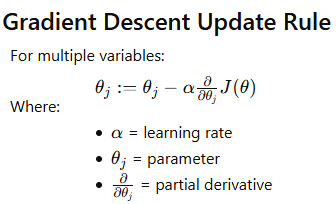 Gradient Descent Update Rule
For multiple variables:
θ_j := θ_j − α ∂/∂θ_j J(θ)
Where:
• α = learning rate
• θ_j = parameter
• ∂/∂θ_j = partial derivative